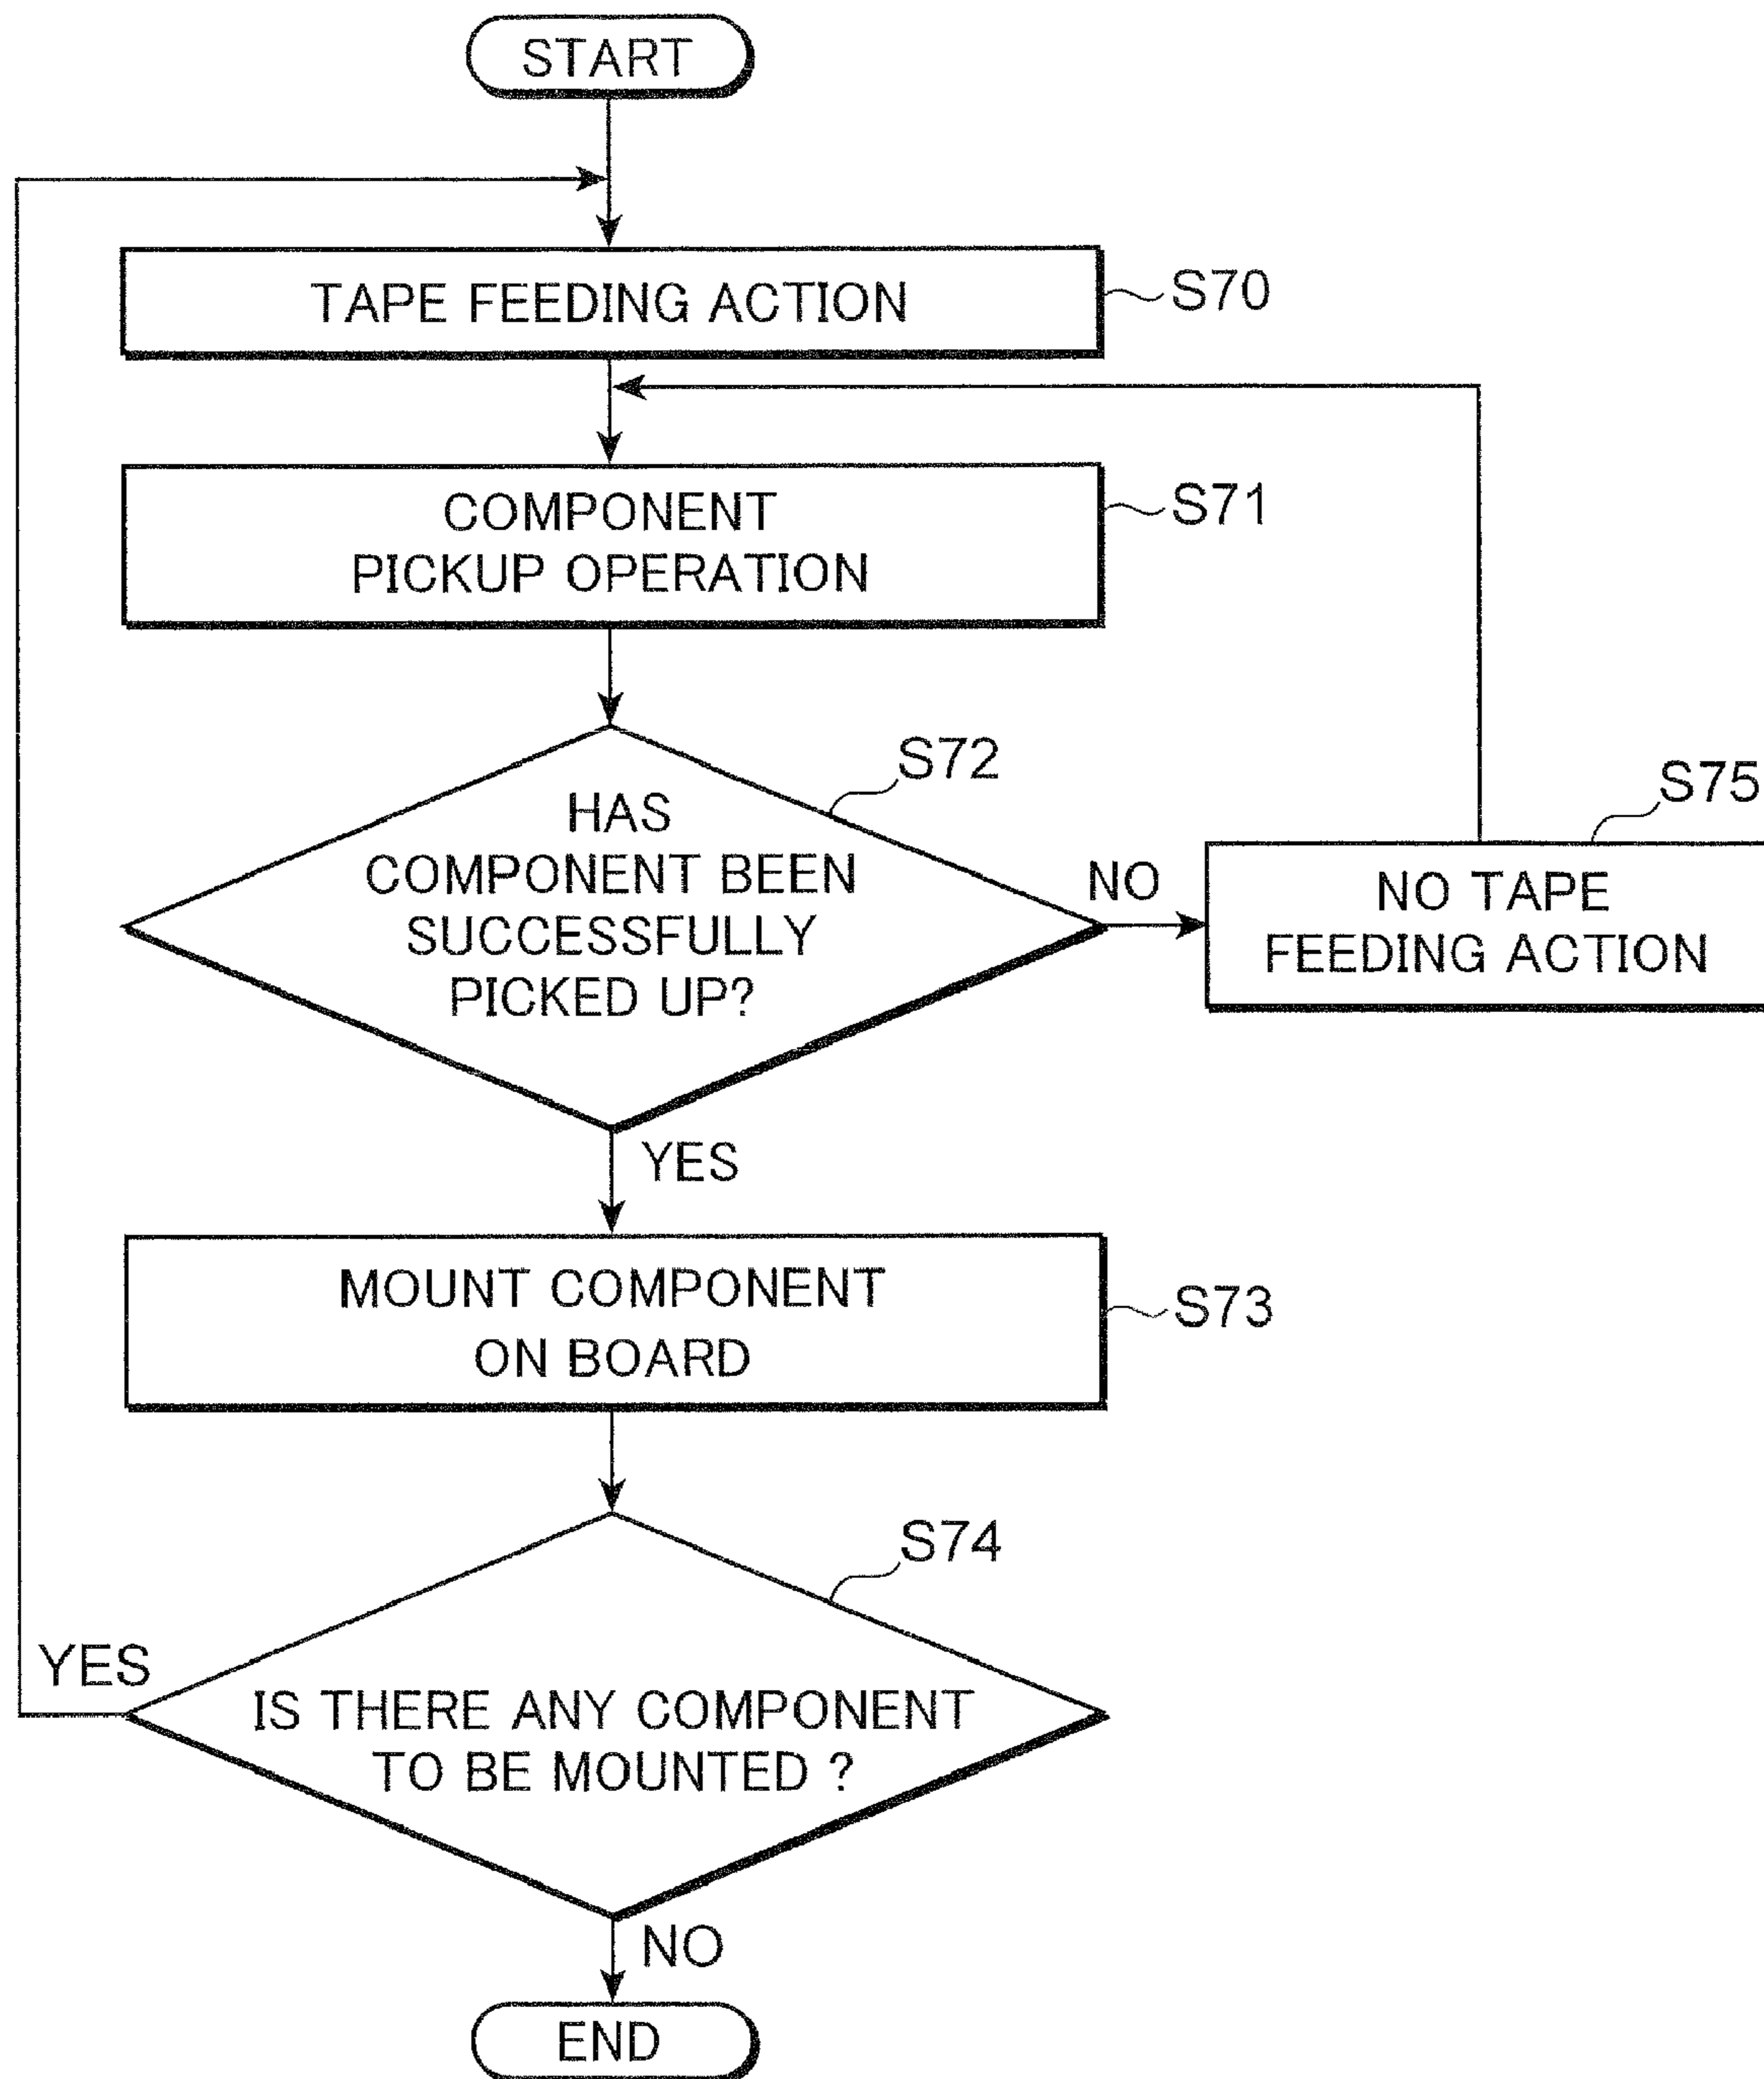 START
TAPE FEEDING ACTION
S70
COMPONENT
PICKUP OPERATION
S71
S72
HAS
COMPONENT BEEN
SUCCESSFULLY
PICKED UP?
NO
S75
NO TAPE
FEEDING ACTION
YES
MOUNT COMPONENT
ON BOARD
S73
S74
YES
IS THERE ANY COMPONENT
TO BE MOUNTED ?
NO
END